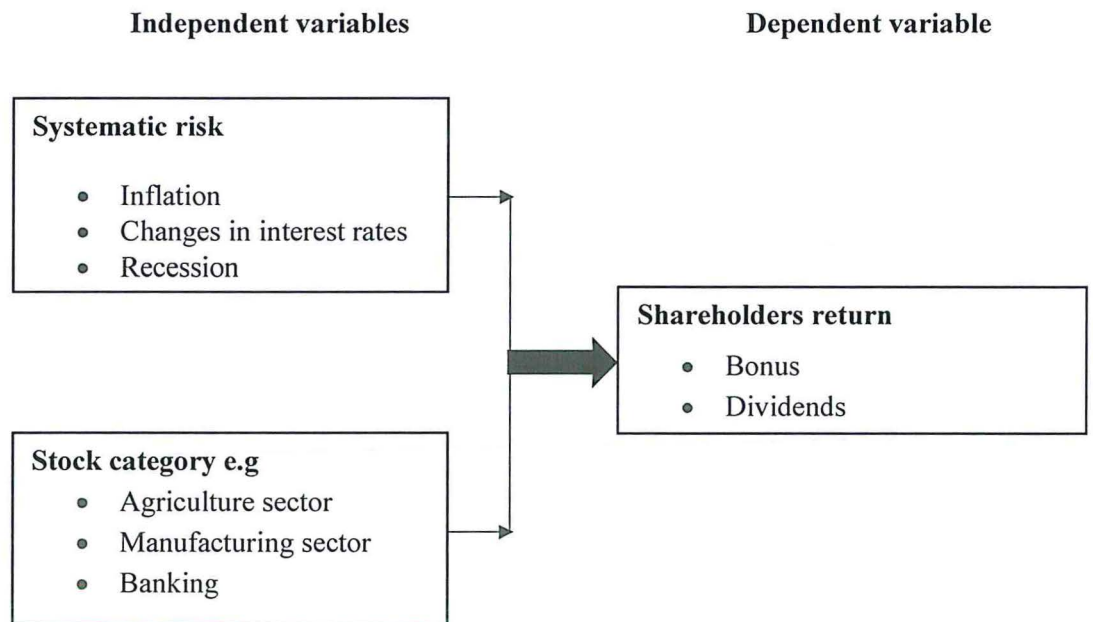 Independent variables
Dependent variable
Systematic risk
Inflation
Changes in interest rates
Recession
Shareholders return
Bonus
Dividends
Stock category e.g
Agriculture sector
Manufacturing sector
Banking